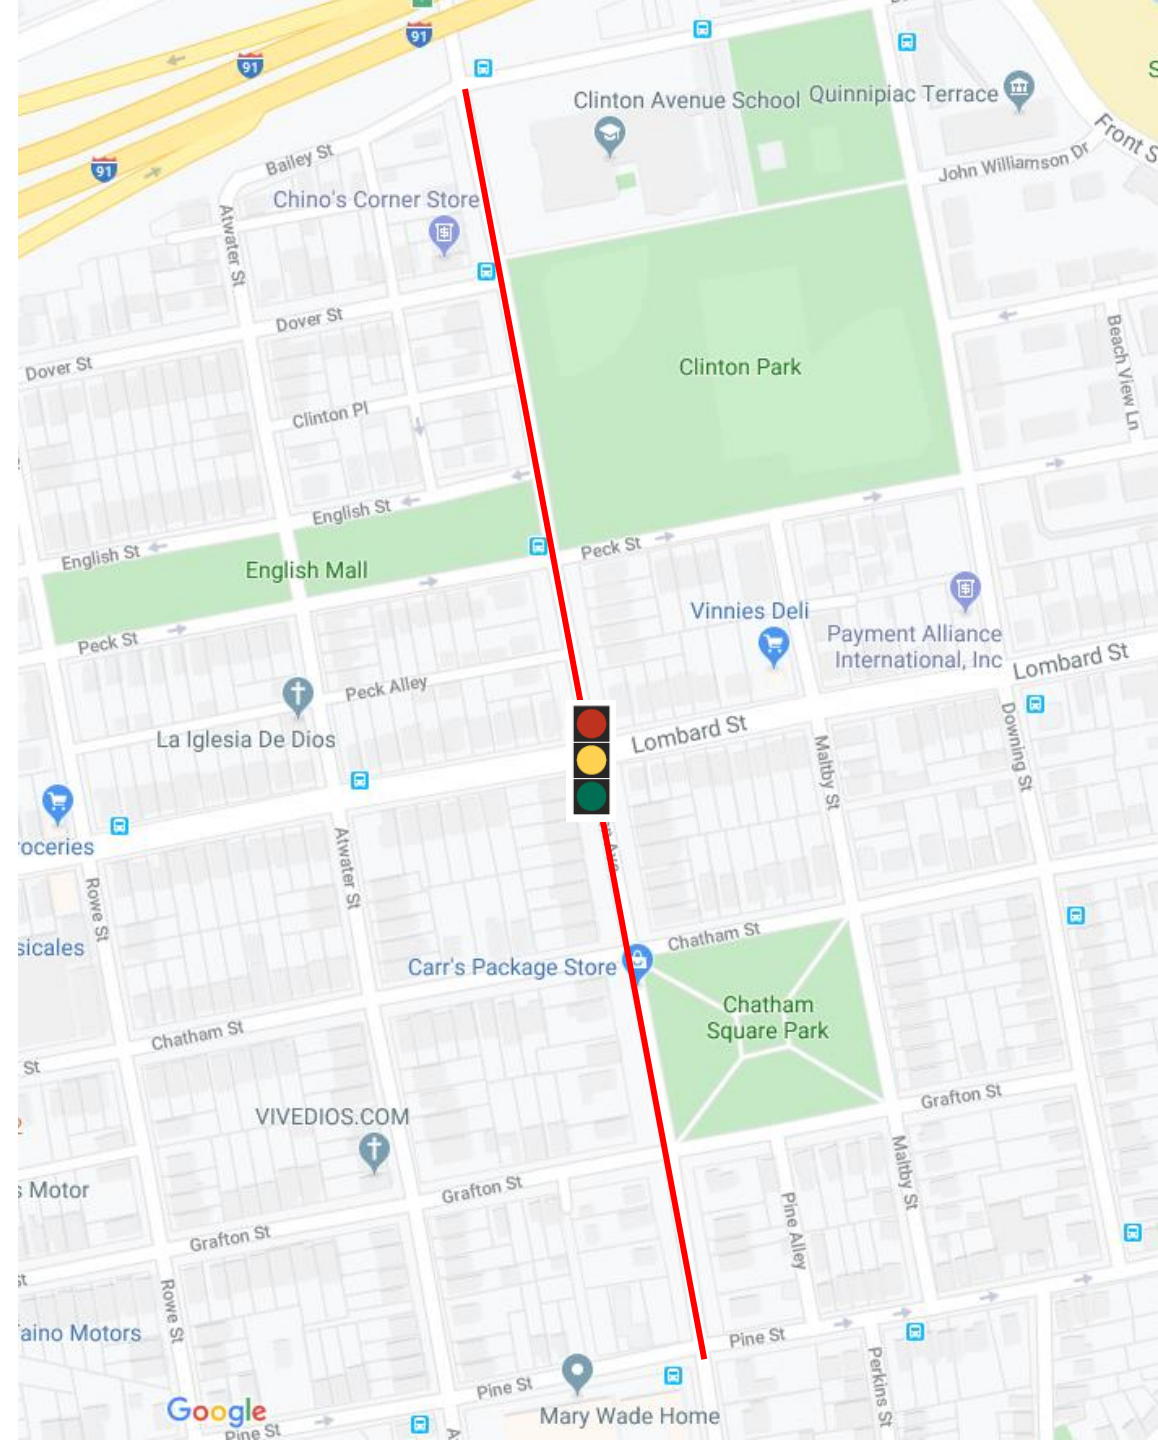 91
91
91
Clinton Avenue School
Quinnipiac Terrace
Front S
Bailey St
John Williamson Dr
Chino's Corner Store
Atwater St
Dover St
Dover St
Beach View Ln
Clinton Park
Clinton Pl
English St
English St
English Mall
Peck St
Peck St
Vinnies Deli
Payment Alliance
International, Inc
Lombard St
Peck Alley
La Iglesia De Dios
Lombard St
Downing St
Maltby St
oceries
Atwater St
Ave
Rowe St
sicales
Chatham St
Carr's Package Store
Chatham
Square Park
Chatham St
St
Grafton St
VIVEDIOS.COM
Maltby St
s Motor
Grafton St
Pine Alley
Grafton St
st
Rowe St
aino Motors
Pine St
Perkins St
Pine St
Mary Wade Home
Google
Pine St